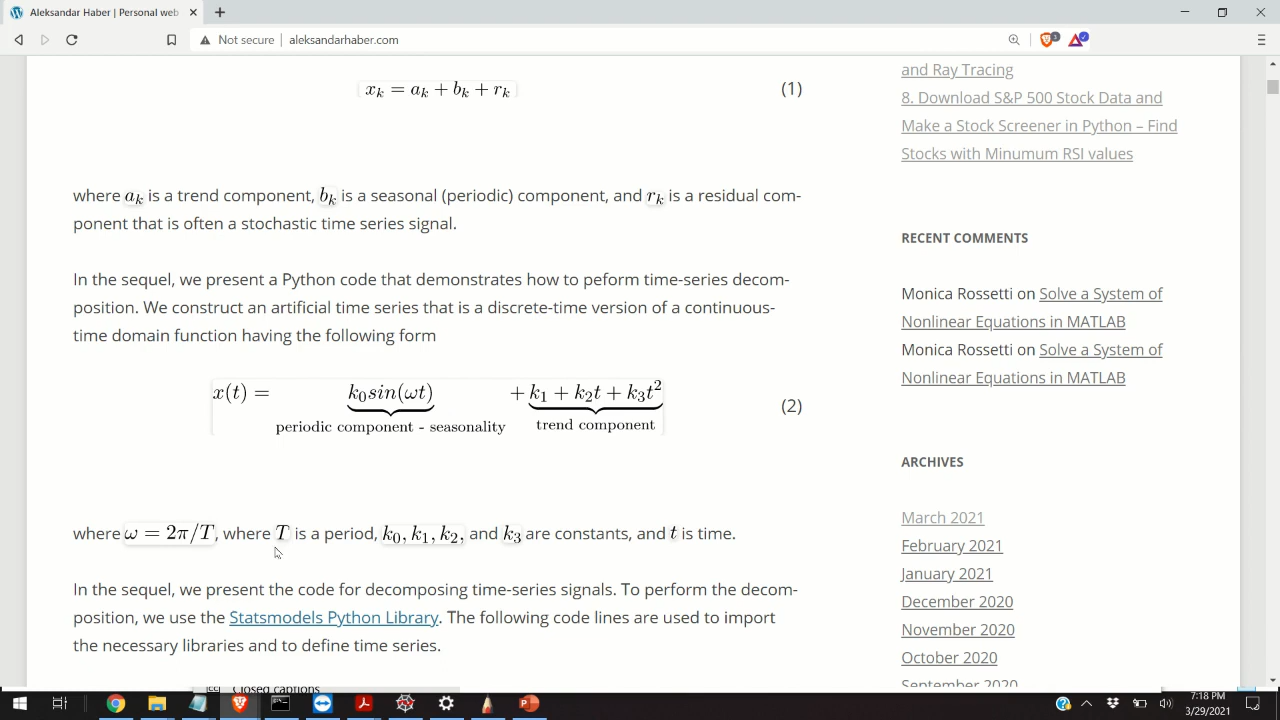 Aleksandar Haber | Personal web
Not secure | aleksandarhaber.com
x_k = a_k + b_k + r_k (1)
where a_k is a trend component, b_k is a seasonal (periodic) component, and r_k is a residual com-
ponent that is often a stochastic time series signal.
In the sequel, we present a Python code that demonstrates how to peform time-series decom-
position. We construct an artificial time series that is a discrete-time version of a continuous-
time domain function having the following form
x(t) = k_0sin(ωt) + k_1 + k_2t + k_3t^2 (2)
periodic component - seasonality trend component
where ω = 2π/T, where T is a period, k_0, k_1, k_2, and k_3 are constants, and t is time.
In the sequel, we present the code for decomposing time-series signals. To perform the decom-
position, we use the Statsmodels Python Library. The following code lines are used to import
the necessary libraries and to define time series.
and Ray Tracing
8. Download S&P 500 Stock Data and
Make a Stock Screener in Python – Find
Stocks with Minumum RSI values
RECENT COMMENTS
Monica Rossetti on Solve a System of
Nonlinear Equations in MATLAB
Monica Rossetti on Solve a System of
Nonlinear Equations in MATLAB
ARCHIVES
March 2021
February 2021
January 2021
December 2020
November 2020
October 2020
September 2020
Closed captions
7:18 PM
3/29/2021